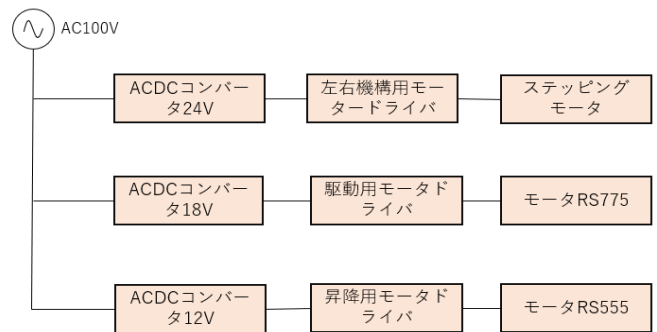 AC100V
ACDCコンバー
タ24V
左右機構用モー
タードライバ
ステッピング
モータ
ACDCコンバー
タ18V
駆動用モータド
ライバ
モータRS775
ACDCコンバー
タ12V
昇降用モータド
ライバ
モータRS555